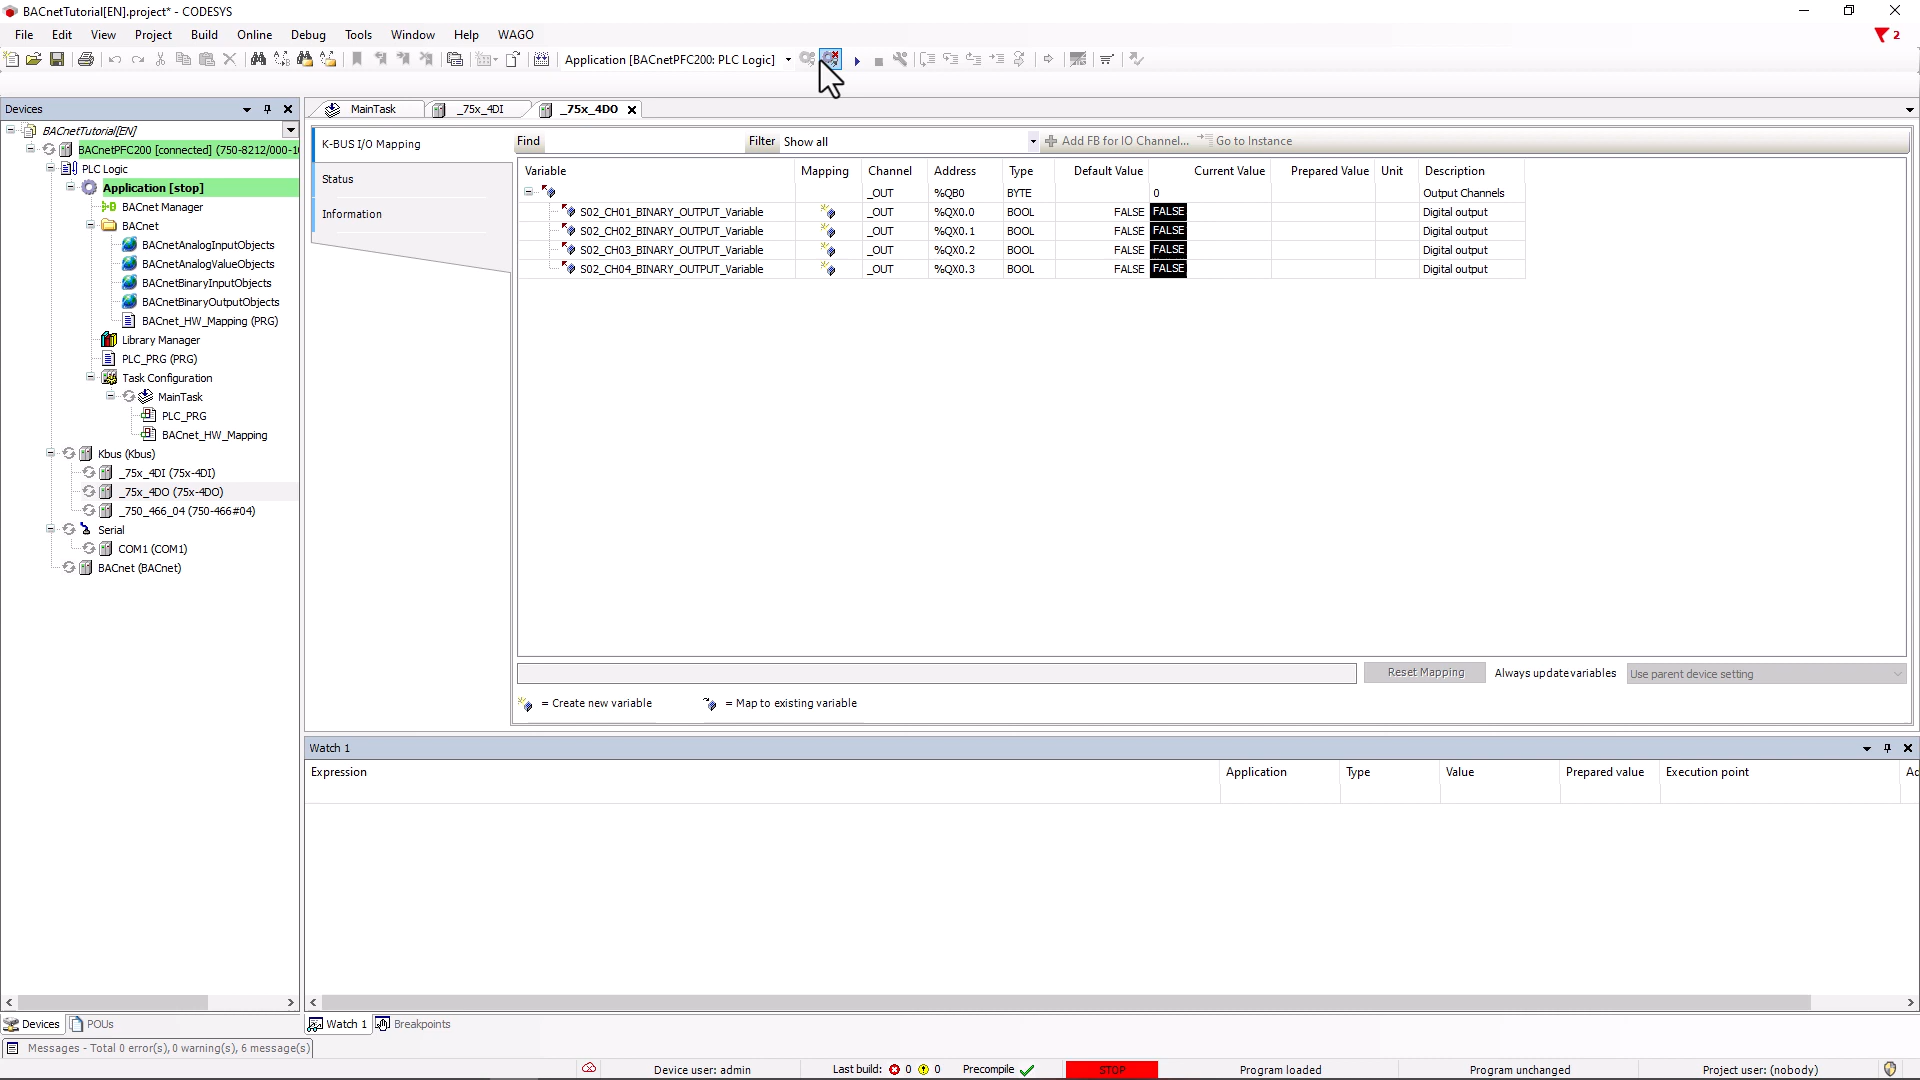 BACnetTutorial[EN].project* - CODESYS
File Edit View Project Build Online Debug Tools Window Help WAGO
2
Application [BACnetPFC200: PLC Logic]
Devices
MainTask
_75x_4DI
_75x_4DO
BACnetTutorial[EN]
BACnetPFC200 [connected] (750-8212/000-1
PLC Logic
Application [stop]
BACnet Manager
BACnet
BACnetAnalogInputObjects
BACnetAnalogValueObjects
BACnetBinaryInputObjects
BACnetBinaryOutputObjects
BACnet_HW_Mapping (PRG)
Library Manager
PLC_PRG (PRG)
Task Configuration
MainTask
PLC_PRG
BACnet_HW_Mapping
Kbus (Kbus)
_75x_4DI (75x-4DI)
_75x_4DO (75x-4DO)
_750_466_04 (750-466#04)
Serial
COM1 (COM1)
BACnet (BACnet)
K-BUS I/O Mapping
Status
Information
Find
Filter Show all
Add FB for IO Channel... Go to Instance
Variable Mapping Channel Address Type Default Value Current Value Prepared Value Unit Description
_OUT %QB0 BYTE 0 Output Channels
S02_CH01_BINARY_OUTPUT_Variable _OUT %QX0.0 BOOL FALSE FALSE Digital output
S02_CH02_BINARY_OUTPUT_Variable _OUT %QX0.1 BOOL FALSE FALSE Digital output
S02_CH03_BINARY_OUTPUT_Variable _OUT %QX0.2 BOOL FALSE FALSE Digital output
S02_CH04_BINARY_OUTPUT_Variable _OUT %QX0.3 BOOL FALSE FALSE Digital output
Reset Mapping Always update variables Use parent device setting
= Create new variable = Map to existing variable
Watch 1
Expression Application Type Value Prepared value Execution point Ad
Devices POUs
Watch 1 Breakpoints
Messages - Total 0 error(s), 0 warning(s), 6 message(s)
Device user: admin Last build: 0 0 Precompile STOP Program loaded Program unchanged Project user: (nobody)